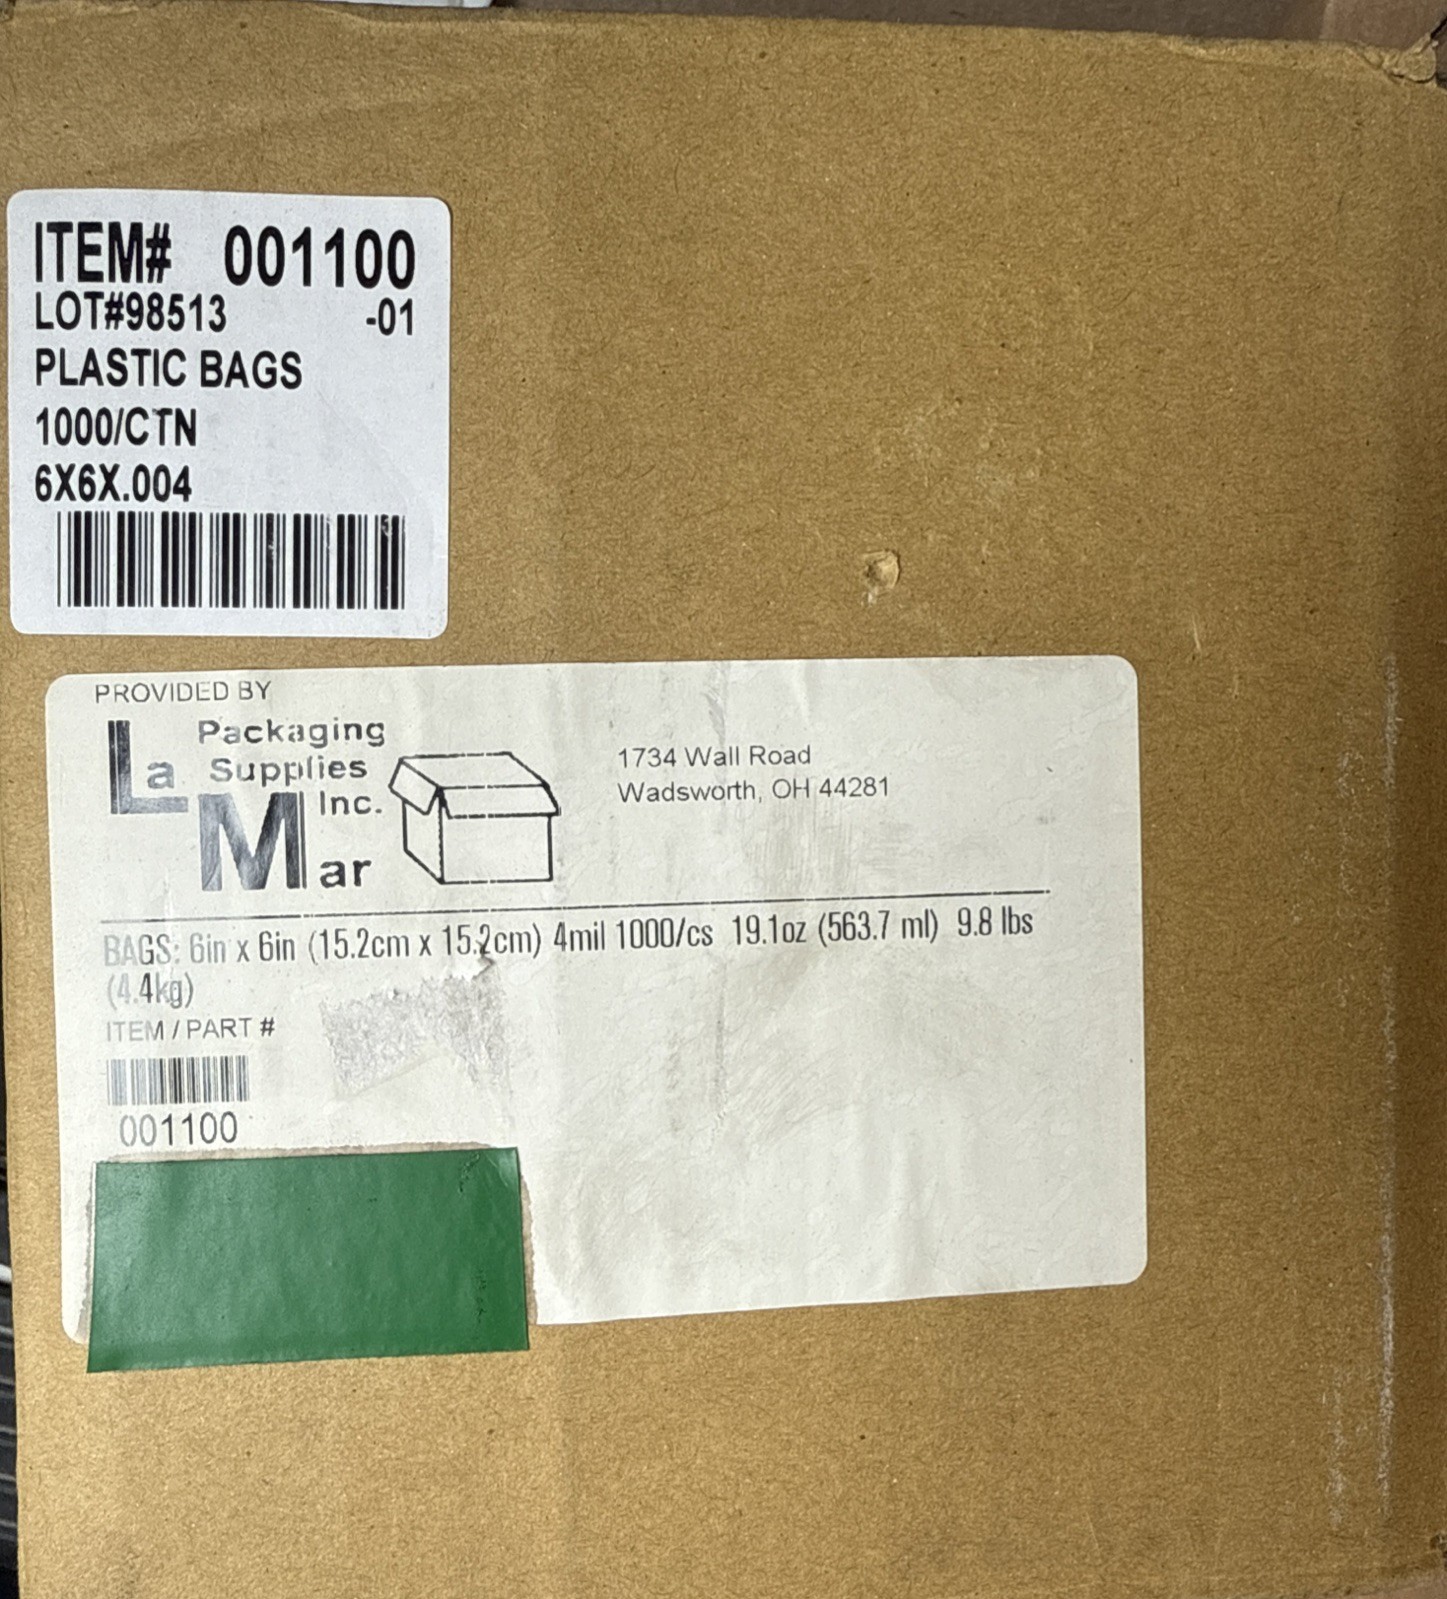 ITEM# 001100
LOT#98513 -01
PLASTIC BAGS
1000/CTN
6X6X.004
PROVIDED BY
La Mar
Packaging
Supplies
Inc.
1734 Wall Road
Wadsworth, OH 44281
BAGS: 6in x 6in (15.2cm x 15.2cm) 4mil 1000/cs 19.1oz (563.7 ml) 9.8 lbs
(4.4kg)
ITEM / PART #
001100